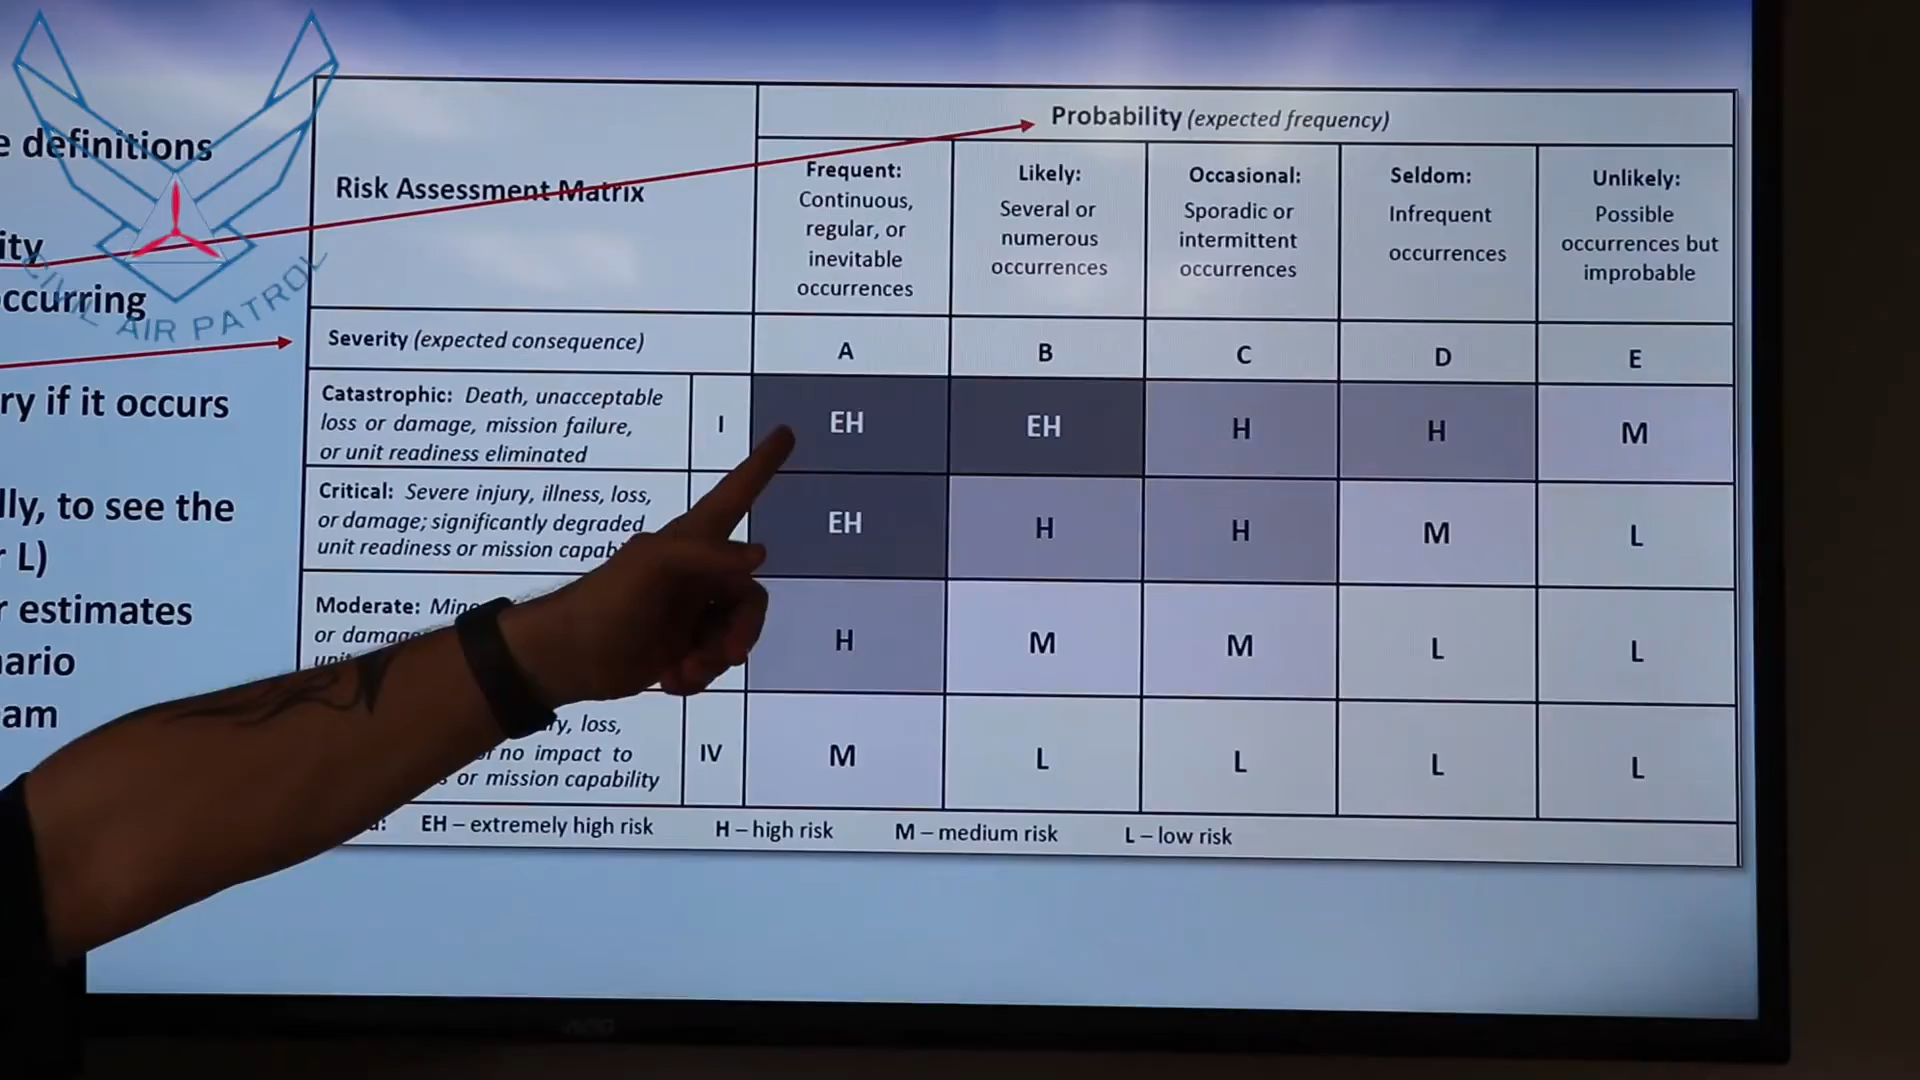 e definitions
ity
ccurring
ry if it occurs
lly, to see the
r L)
r estimates
nario
eam
CIVIL AIR PATROL
Risk Assessment Matrix
Probability (expected frequency)
Frequent:
Continuous,
regular, or
inevitable
occurrences
Likely:
Several or
numerous
occurrences
Occasional:
Sporadic or
intermittent
occurrences
Seldom:
Infrequent
occurrences
Unlikely:
Possible
occurrences but
improbable
Severity (expected consequence)
A B C D E
Catastrophic: Death, unacceptable
loss or damage, mission failure,
or unit readiness eliminated
I EH EH H H M
Critical: Severe injury, illness, loss,
or damage; significantly degraded
unit readiness or mission capab
EH H H M L
Moderate: Mino
or damage
unit
H M M L L
ry, loss,
r no impact to
s or mission capability
IV M L L L L
d: EH – extremely high risk H – high risk M – medium risk L – low risk